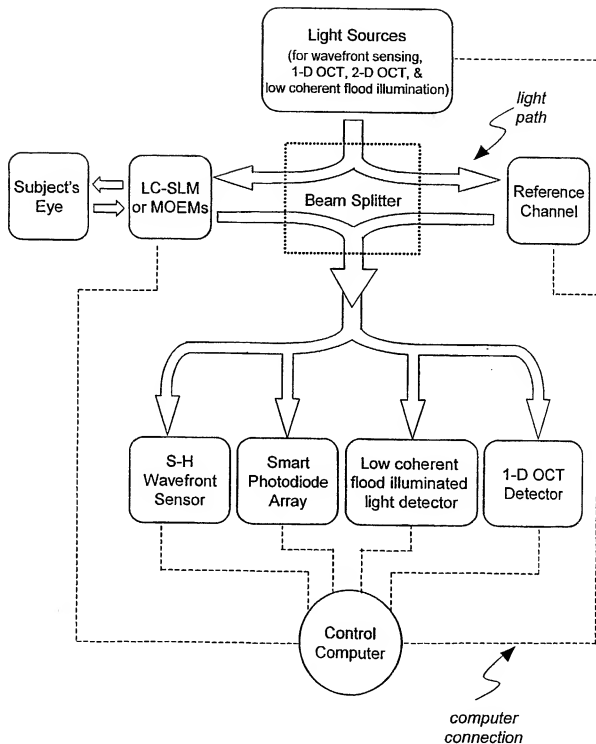 Light Sources
(for wavefront sensing,
1-D OCT, 2-D OCT, &
low coherent flood illumination)
light
path
Subject's
Eye
LC-SLM
or MOEMs
Beam Splitter
Reference
Channel
S-H
Wavefront
Sensor
Smart
Photodiode
Array
Low coherent
flood illuminated
light detector
1-D OCT
Detector
Control
Computer
computer
connection